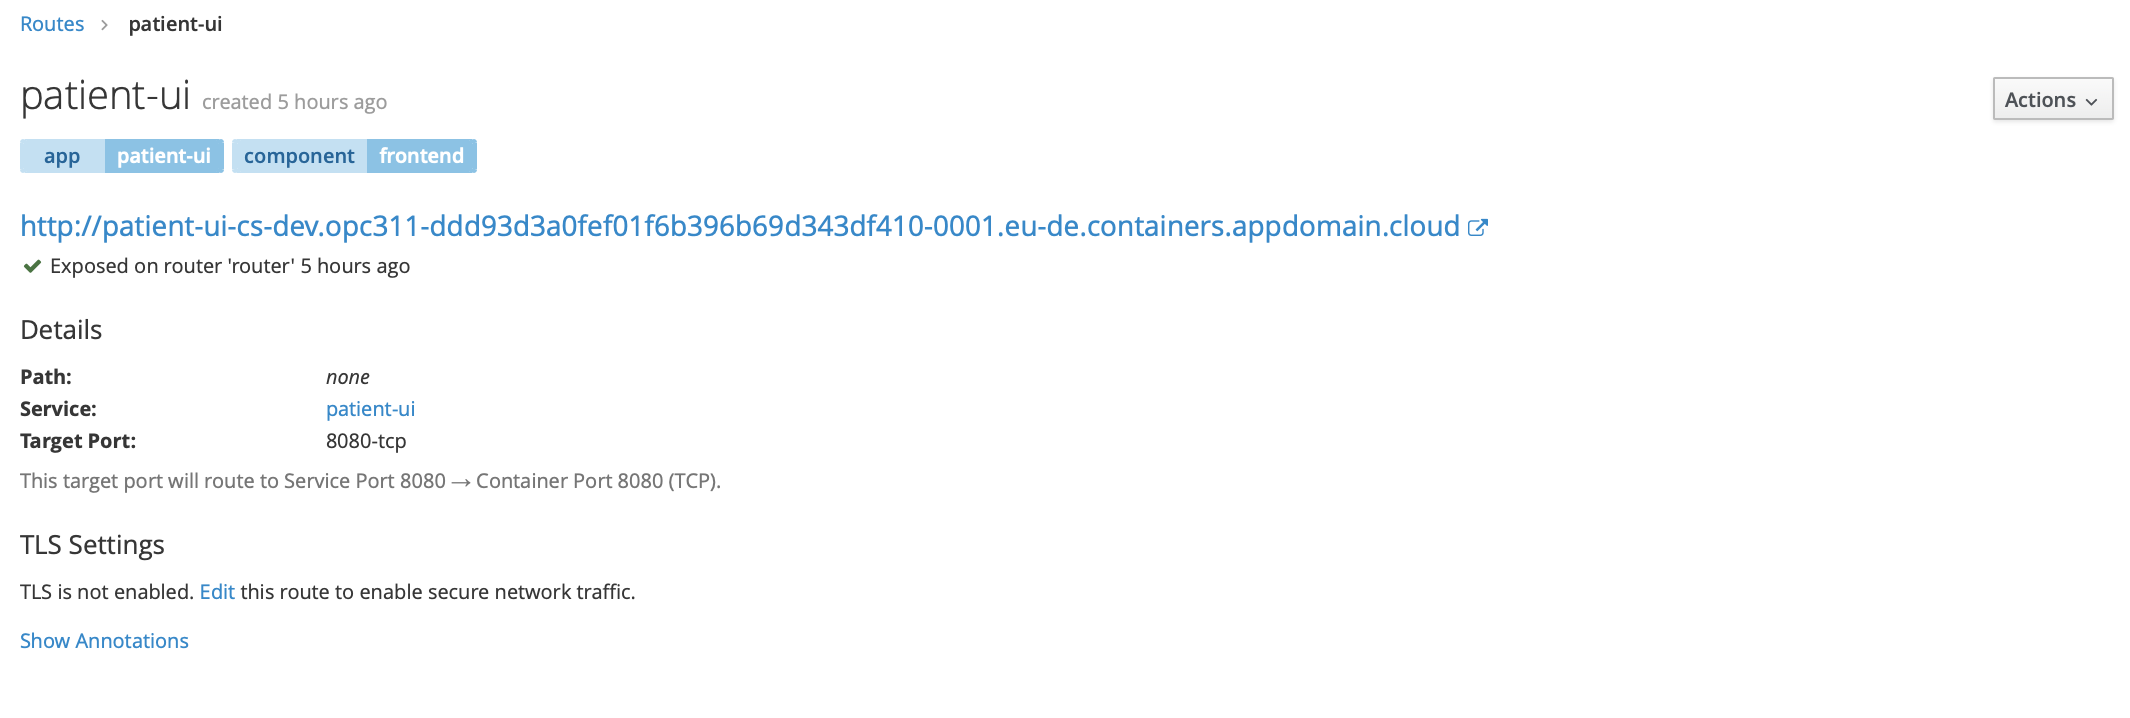 Routes > patient-ui
patient-ui created 5 hours ago
Actions
app patient-ui component frontend
http://patient-ui-cs-dev.opc311-ddd93d3a0fef01f6b396b69d343df410-0001.eu-de.containers.appdomain.cloud
Exposed on router 'router' 5 hours ago
Details
Path: none
Service: patient-ui
Target Port: 8080-tcp
This target port will route to Service Port 8080 → Container Port 8080 (TCP).
TLS Settings
TLS is not enabled. Edit this route to enable secure network traffic.
Show Annotations